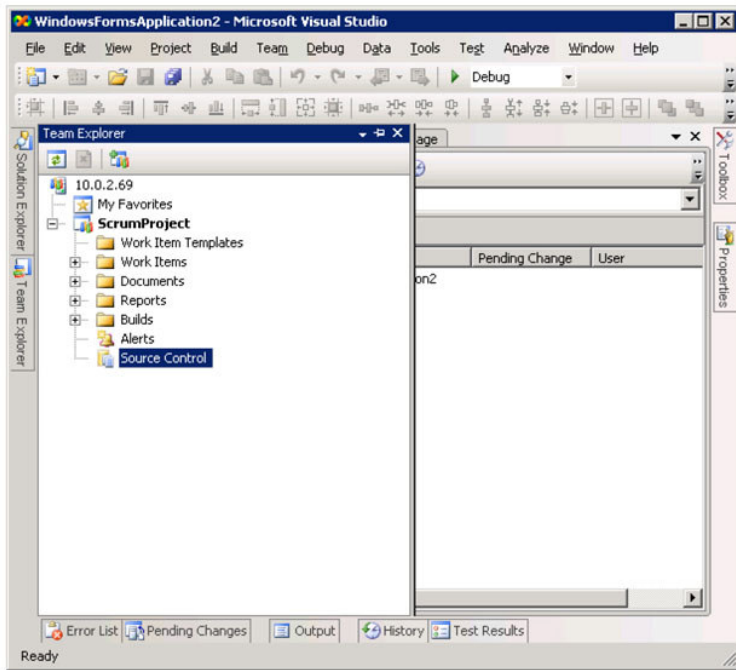 WindowsFormsApplication2 - Microsoft Visual Studio
File Edit View Project Build Team Debug Data Tools Test Analyze Window Help
Debug
Team Explorer
age
10.0.2.69
My Favorites
ScrumProject
Work Item Templates
Work Items
Documents
Reports
Builds
Alerts
Source Control
Pending Change User
on2
Solution Explorer
Team Explorer
Toolbox
Properties
Error List Pending Changes Output History Test Results
Ready